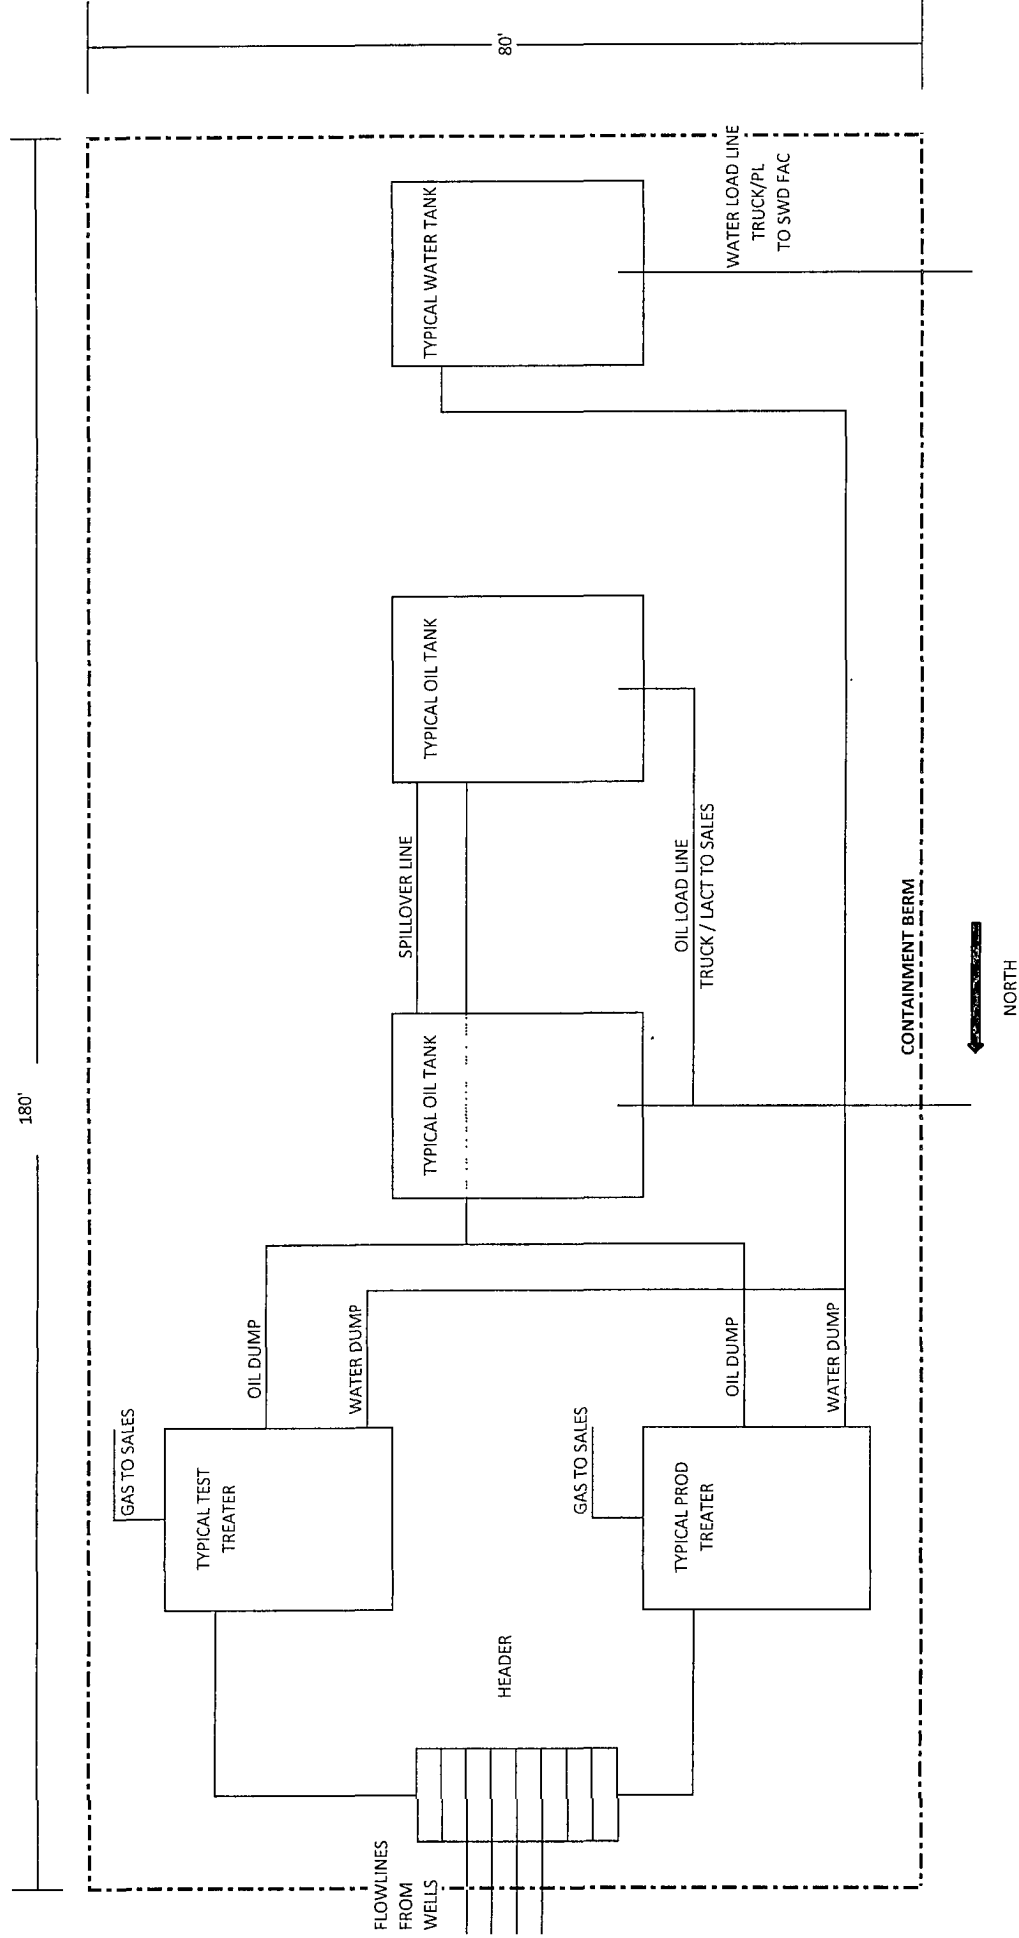 180'
80'
FLOWLINES
FROM
WELLS
HEADER
TYPICAL TEST
TREATER
GAS TO SALES
OIL DUMP
WATER DUMP
TYPICAL PROD
TREATER
GAS TO SALES
OIL DUMP
WATER DUMP
TYPICAL OIL TANK
SPILLOVER LINE
TYPICAL OIL TANK
OIL LOAD LINE
TRUCK / LACT TO SALES
TYPICAL WATER TANK
WATER LOAD LINE
TRUCK/PL
TO SWD FAC
CONTAINMENT BERM
NORTH